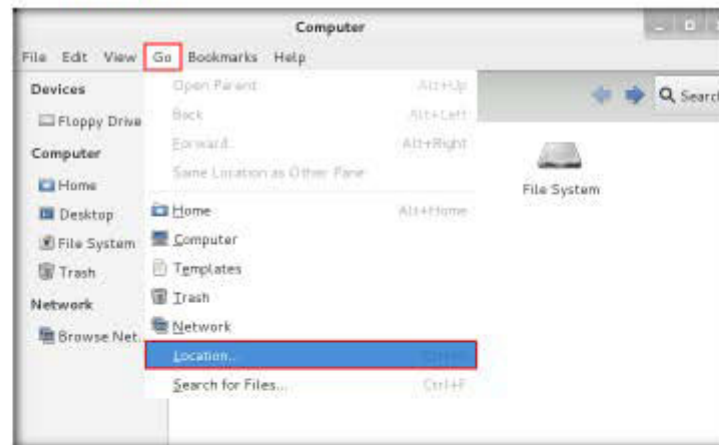 Computer
File Edit View Go Bookmarks Help
Devices
Floppy Drive
Computer
Home
Desktop
File System
Trash
Network
Browse Net
Open Parent Alt+Up
Back Alt+Left
Forward Alt+Right
Same Location as Other Pane
Home Alt+Home
Computer
Templates
Trash
Network
Location...
Search for Files... Ctrl+F
Search
File System